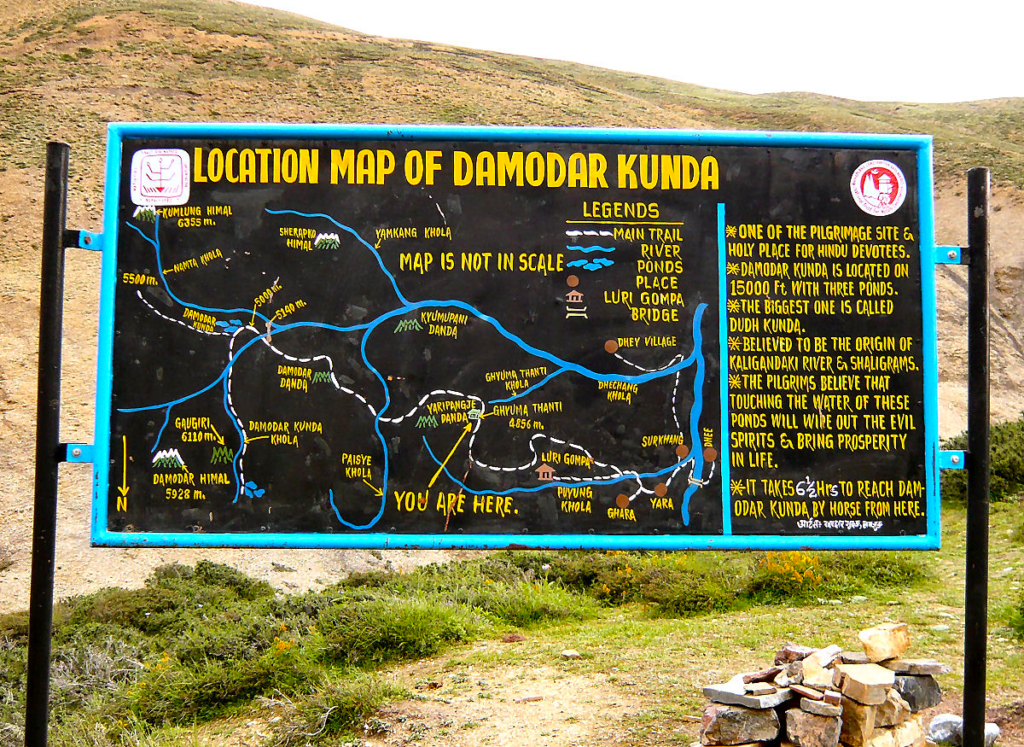 LOCATION MAP OF DAMODAR KUNDA
KUMLUNG HIMAL
6355 m.
SHERAPKO
HIMAL
YAMKANG KHOLA
MAP IS NOT IN SCALE
LEGENDS
MAIN TRAIL
RIVER
PONDS
PLACE
LURI GOMPA
BRIDGE
NAMTA KHOLA
5500 m.
5000 m.
5140 m.
DAMODAR
KUNDA
KYUMUPANI
DANDA
DHEY VILLAGE
DAMODAR
DANDA
GHYUMA THANTI
KHOLA
DHECHANG
KHOLA
YARIPANGJE
DANDA
GHYUMA THANTI
4856 m.
GAUGIRI
6110 m.
DAMODAR KUNDA
KHOLA
SURKHANG
DHEE
DAMODAR HIMAL
5928 m.
N
PAISYE
KHOLA
LURI GOMPA
YOU ARE HERE.
PUYUNG
KHOLA
GHARA
YARA
*ONE OF THE PILGRIMAGE SITE &
HOLY PLACE FOR HINDU DEVOTEES.
*DAMODAR KUNDA IS LOCATED ON
15000 Ft. WITH THREE PONDS.
*THE BIGGEST ONE IS CALLED
DUDH KUNDA.
*BELIEVED TO BE THE ORIGIN OF
KALIGANDAKI RIVER & SHALIGRAMS.
*THE PILGRIMS BELIEVE THAT
TOUCHING THE WATER OF THESE
PONDS WILL WIPE OUT THE EVIL
SPIRITS & BRING PROSPERITY
IN LIFE.
*IT TAKES 6½ Hrs TO REACH DAM-
ODAR KUNDA BY HORSE FROM HERE.